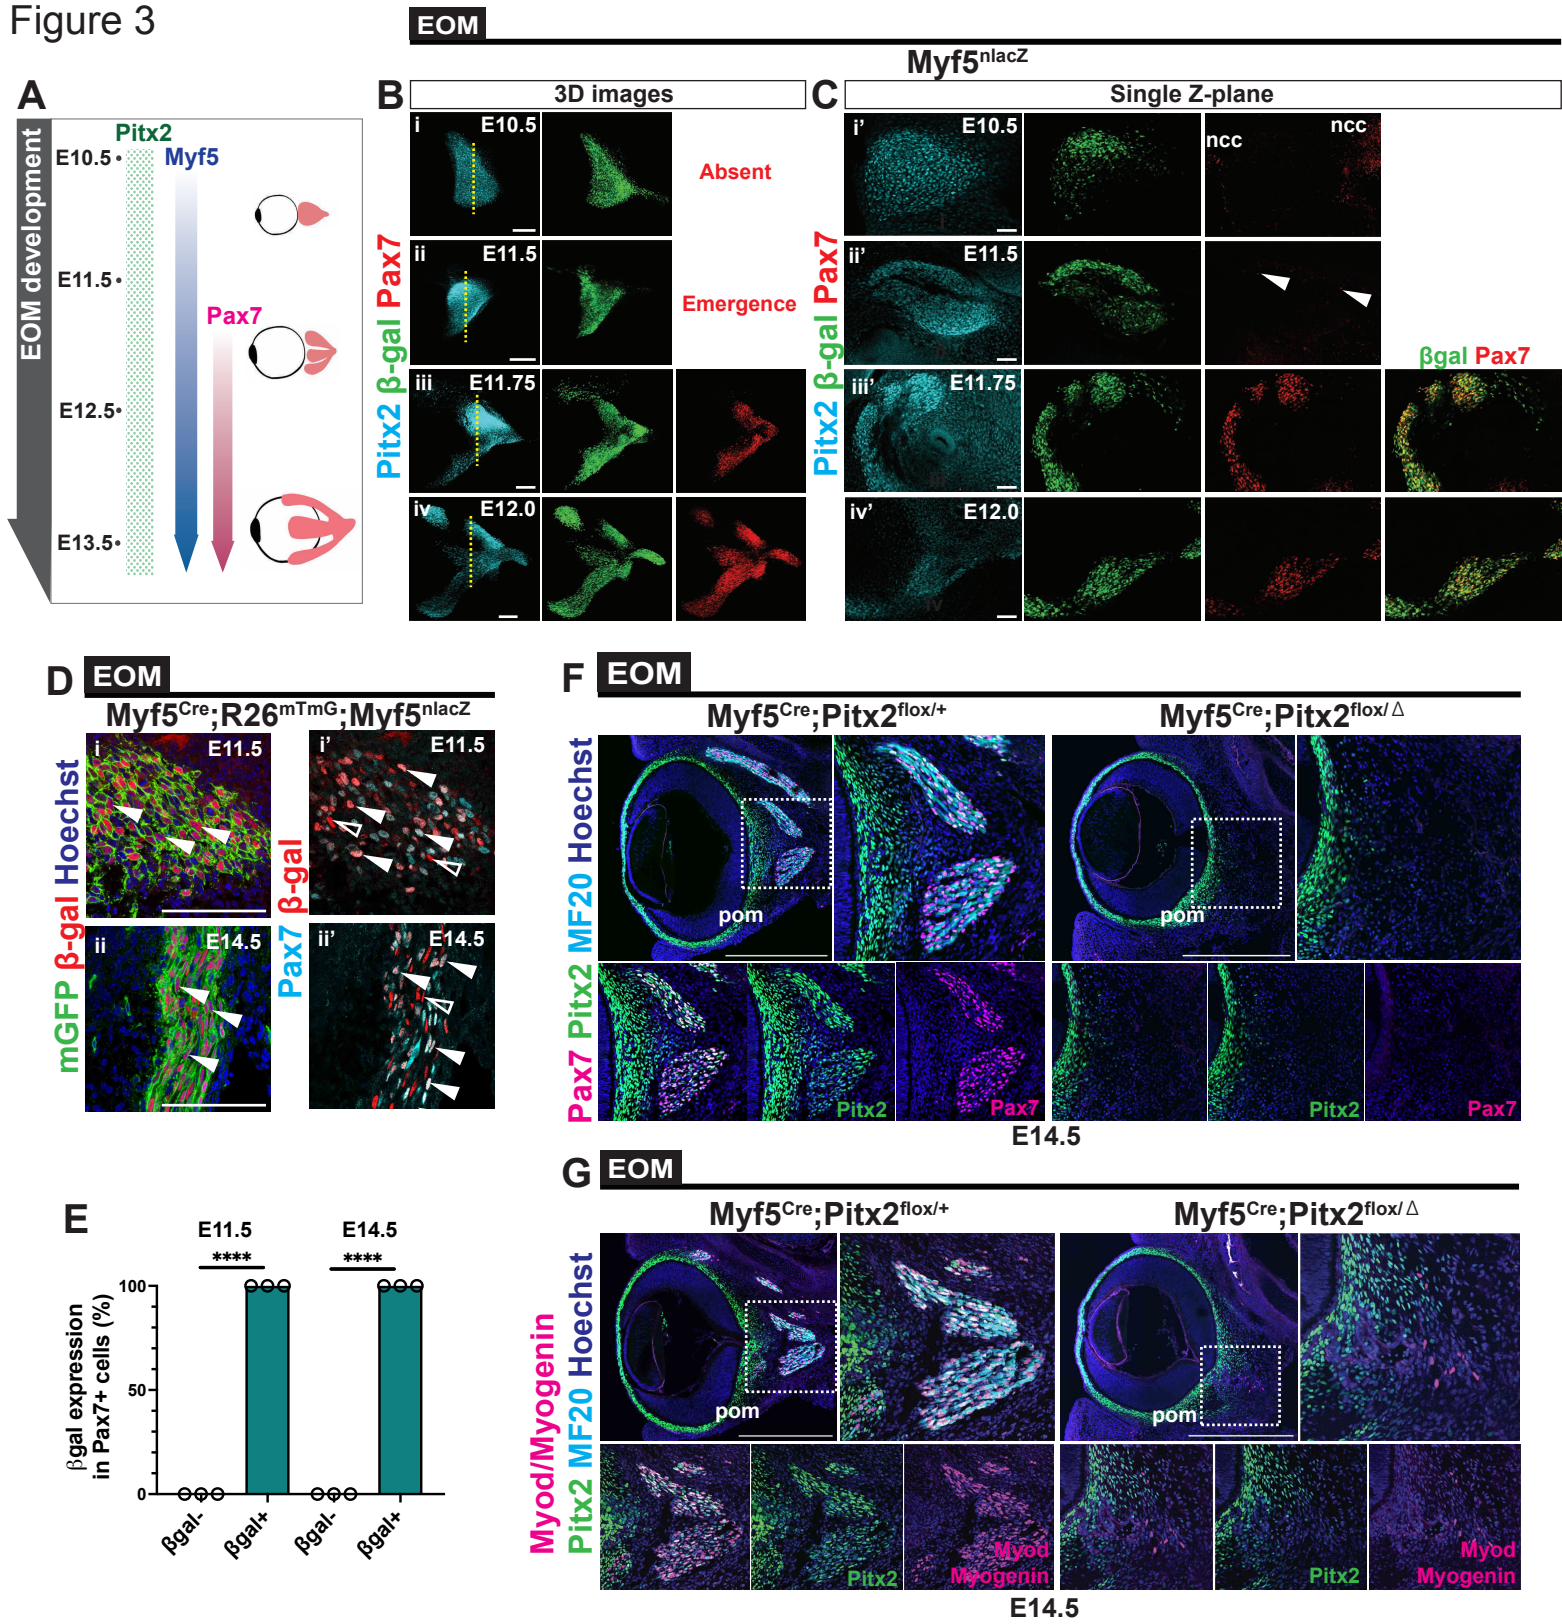 Figure 3
EOM
Myf5nlacZ
A
EOM development
Pitx2
Myf5
Pax7
E10.5
E11.5
E12.5
E13.5
B
3D images
Pitx2 β-gal Pax7
i
E10.5
Absent
ii
E11.5
Emergence
iii
E11.75
iv
E12.0
C
Single Z-plane
Pitx2 β-gal Pax7
i'
E10.5
ncc
ncc
ii'
E11.5
βgal Pax7
iii'
E11.75
iv'
E12.0
D
EOM
Myf5Cre;R26mTmG;Myf5nlacZ
mGFP β-gal Hoechst
i
E11.5
ii
E14.5
Pax7 β-gal
i'
E11.5
ii'
E14.5
E
E11.5
E14.5
****
****
βgal expression
in Pax7+ cells (%)
100
50
0
βgal-
βgal+
βgal-
βgal+
F
EOM
Myf5Cre;Pitx2flox/+
Myf5Cre;Pitx2flox/Δ
Pax7 Pitx2 MF20 Hoechst
pom
pom
Pitx2
Pax7
Pitx2
Pax7
E14.5
G
EOM
Myf5Cre;Pitx2flox/+
Myf5Cre;Pitx2flox/Δ
Myod/Myogenin
Pitx2 MF20 Hoechst
pom
pom
Pitx2
Myod
Myogenin
Pitx2
Myod
Myogenin
E14.5